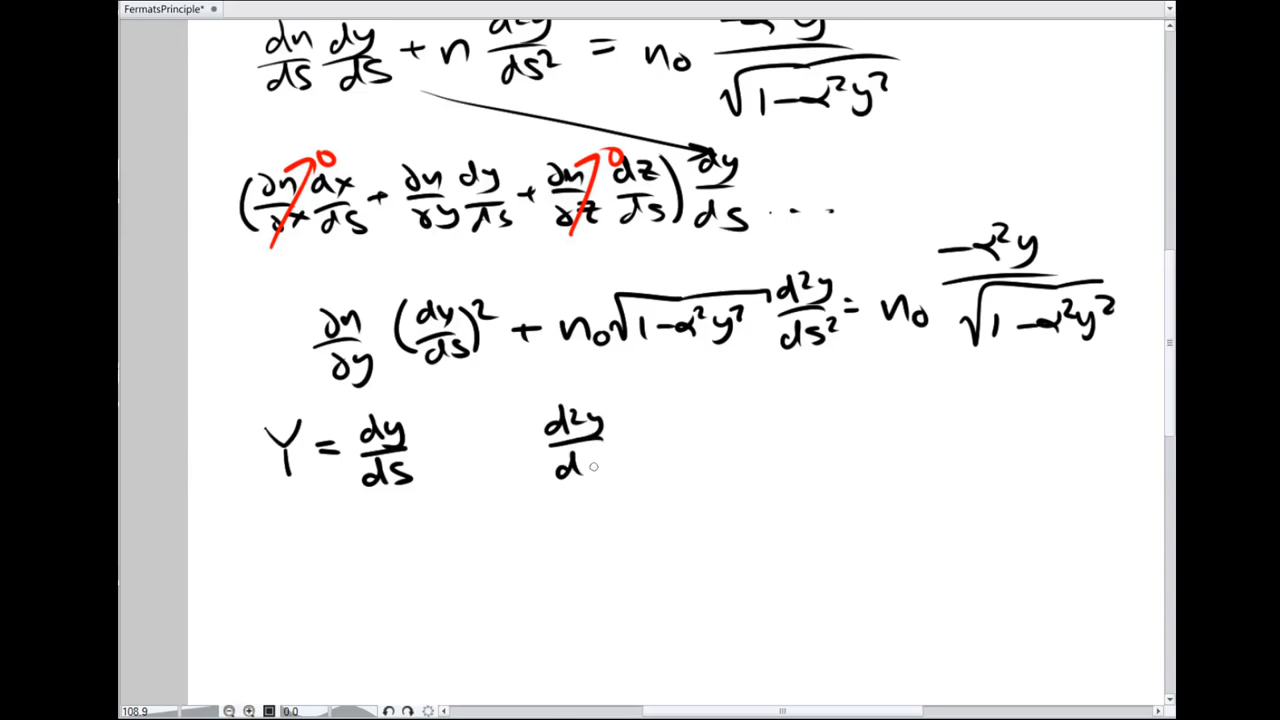 FermatsPrinciple*
dn/ds dy/ds + n d2y/ds² = n₀ -α²y/√(1-α²y²)
(∂n/∂x dx/ds + ∂n/∂y dy/ds + ∂n/∂z dz/ds) dy/ds ...
0 0
∂n/∂y (dy/ds)² + n₀√(1-α²y²) d²y/ds² = n₀ -α²y/√(1-α²y²)
Y = dy/ds d²y/d
108.9 0.0